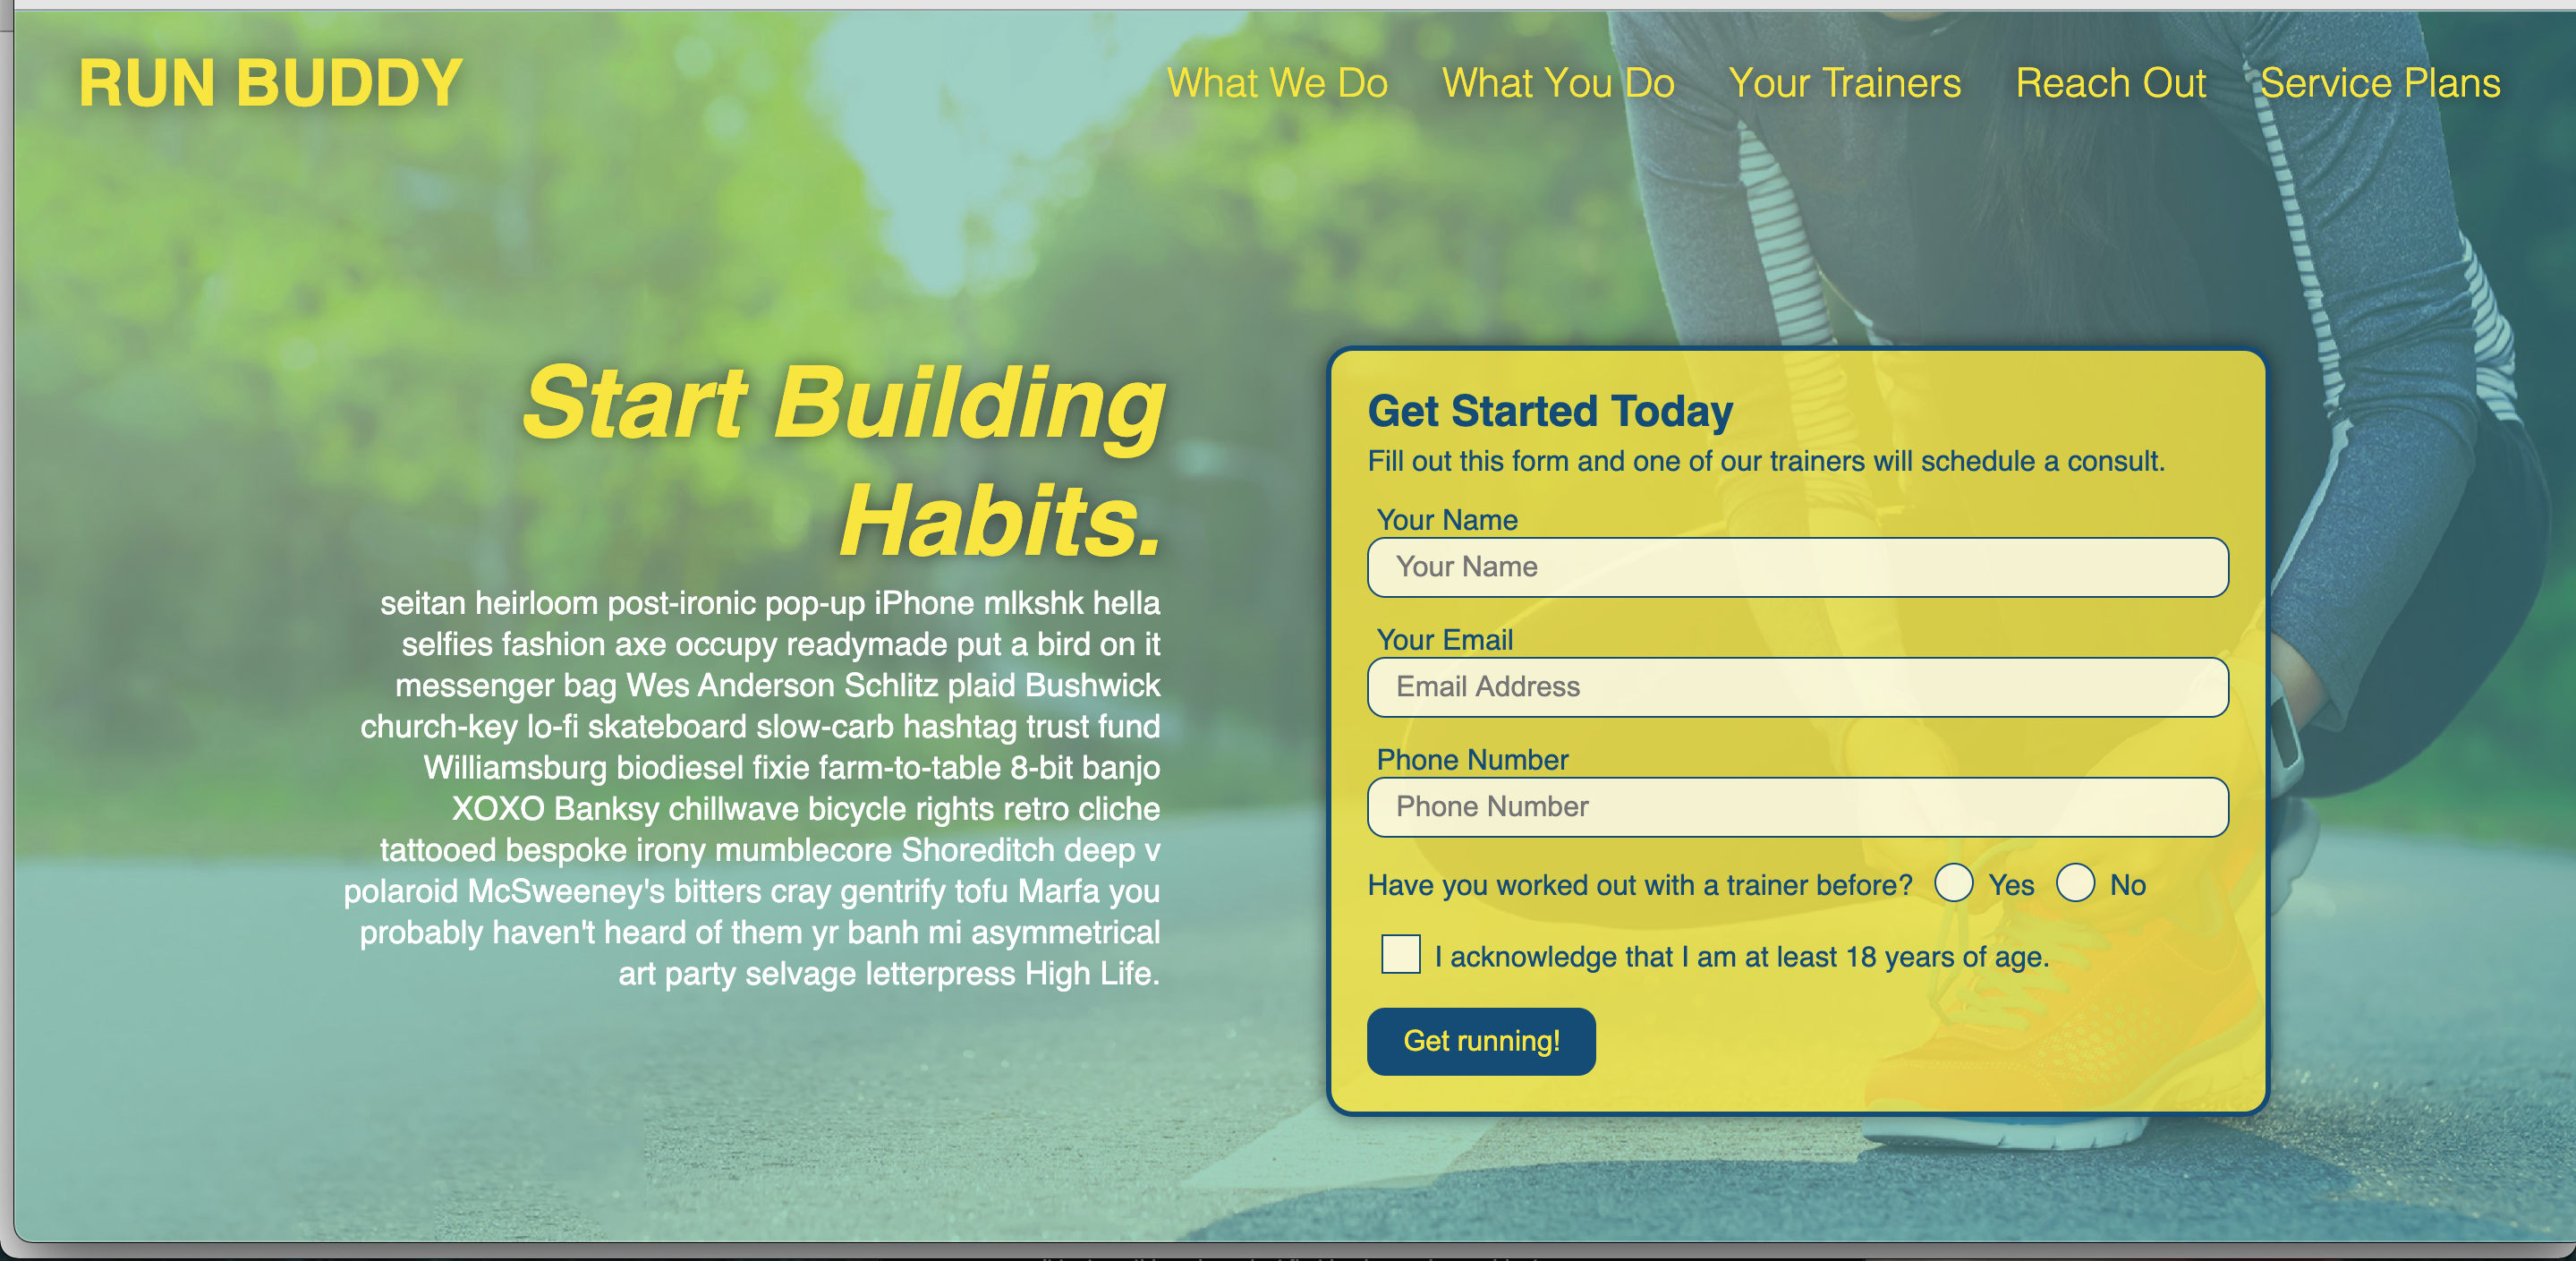 RUN BUDDY
What We Do What You Do Your Trainers Reach Out Service Plans
Start Building
Habits.
seitan heirloom post-ironic pop-up iPhone mlkshk hella
selfies fashion axe occupy readymade put a bird on it
messenger bag Wes Anderson Schlitz plaid Bushwick
church-key lo-fi skateboard slow-carb hashtag trust fund
Williamsburg biodiesel fixie farm-to-table 8-bit banjo
XOXO Banksy chillwave bicycle rights retro cliche
tattooed bespoke irony mumblecore Shoreditch deep v
polaroid McSweeney's bitters cray gentrify tofu Marfa you
probably haven't heard of them yr banh mi asymmetrical
art party selvage letterpress High Life.
Get Started Today
Fill out this form and one of our trainers will schedule a consult.
Your Name
Your Name
Your Email
Email Address
Phone Number
Phone Number
Have you worked out with a trainer before? Yes No
I acknowledge that I am at least 18 years of age.
Get running!